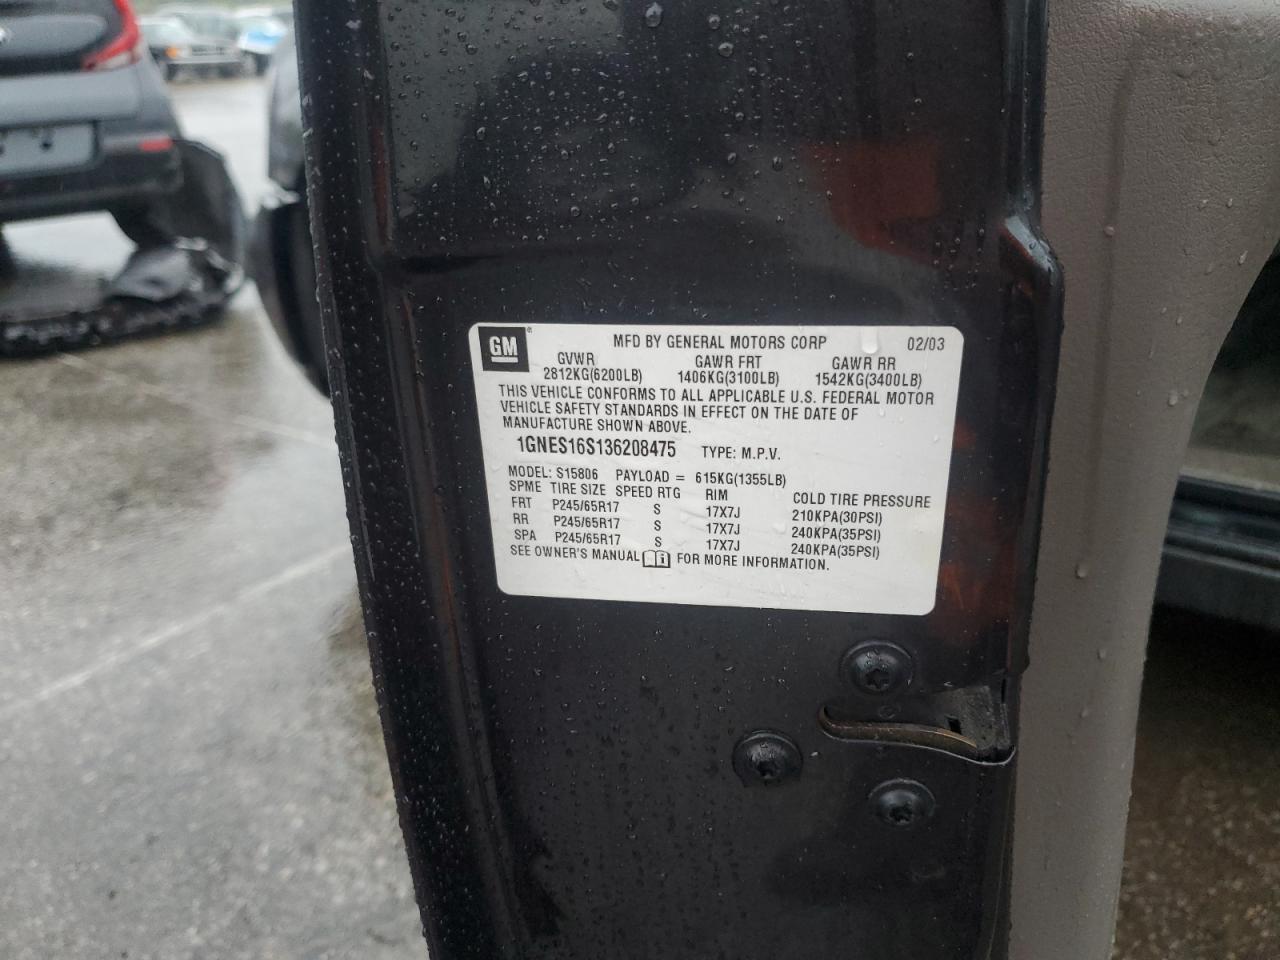 GM MFD BY GENERAL MOTORS CORP 02/03
GVWR GAWR FRT GAWR RR
2812KG(6200LB) 1406KG(3100LB) 1542KG(3400LB)
THIS VEHICLE CONFORMS TO ALL APPLICABLE U.S. FEDERAL MOTOR
VEHICLE SAFETY STANDARDS IN EFFECT ON THE DATE OF
MANUFACTURE SHOWN ABOVE.
1GNES16S136208475 TYPE: M.P.V.
MODEL: S15806 PAYLOAD = 615KG(1355LB)
SPME TIRE SIZE SPEED RTG RIM COLD TIRE PRESSURE
FRT P245/65R17 S 17X7J 210KPA(30PSI)
RR P245/65R17 S 17X7J 240KPA(35PSI)
SPA P245/65R17 S 17X7J 240KPA(35PSI)
SEE OWNER'S MANUAL FOR MORE INFORMATION.